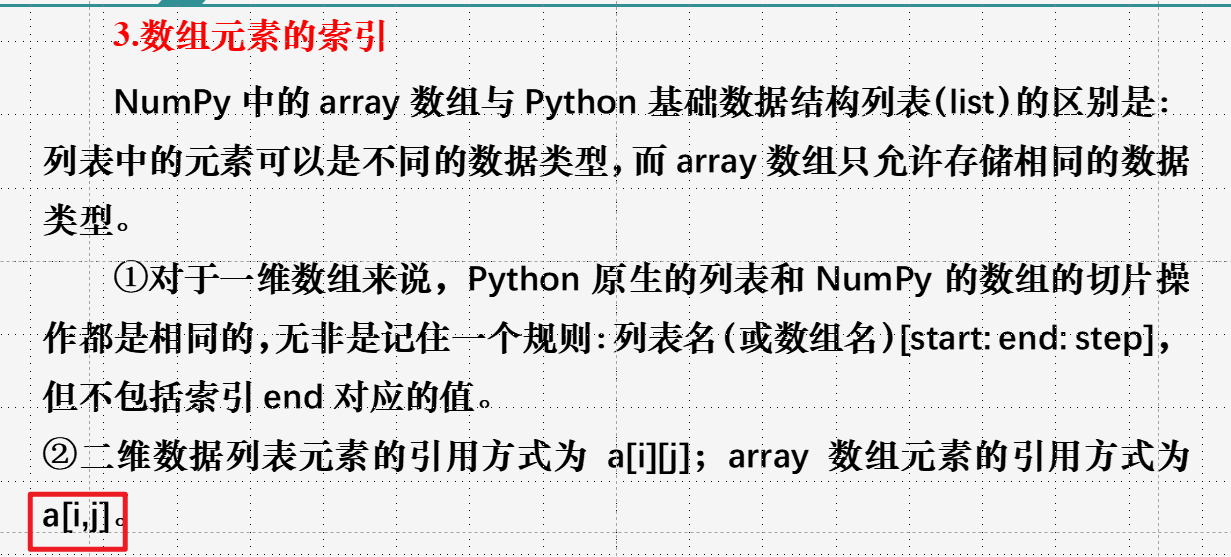 3.数组元素的索引
NumPy 中的 array 数组与 Python 基础数据结构列表(list)的区别是:
列表中的元素可以是不同的数据类型,而 array 数组只允许存储相同的数据
类型。
①对于一维数组来说，Python 原生的列表和 NumPy 的数组的切片操
作都是相同的,无非是记住一个规则:列表名(或数组名)[start: end: step]，
但不包括索引 end 对应的值。
②二维数据列表元素的引用方式为 a[i][j]；array 数组元素的引用方式为
a[i,j]。